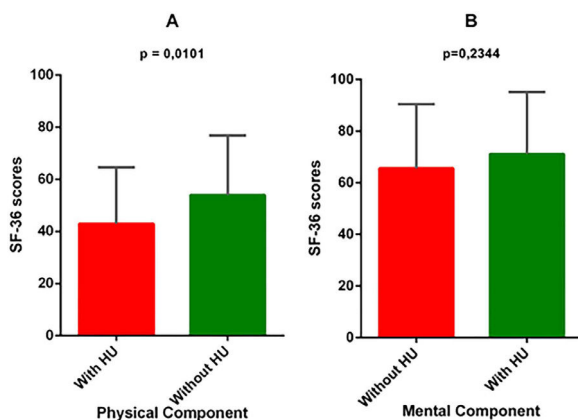 A
p = 0,0101
SF-36 scores
100
80
60
40
20
0
With HU
Without HU
Physical Component
B
p=0,2344
SF-36 scores
100
80
60
40
20
0
Without HU
With HU
Mental Component